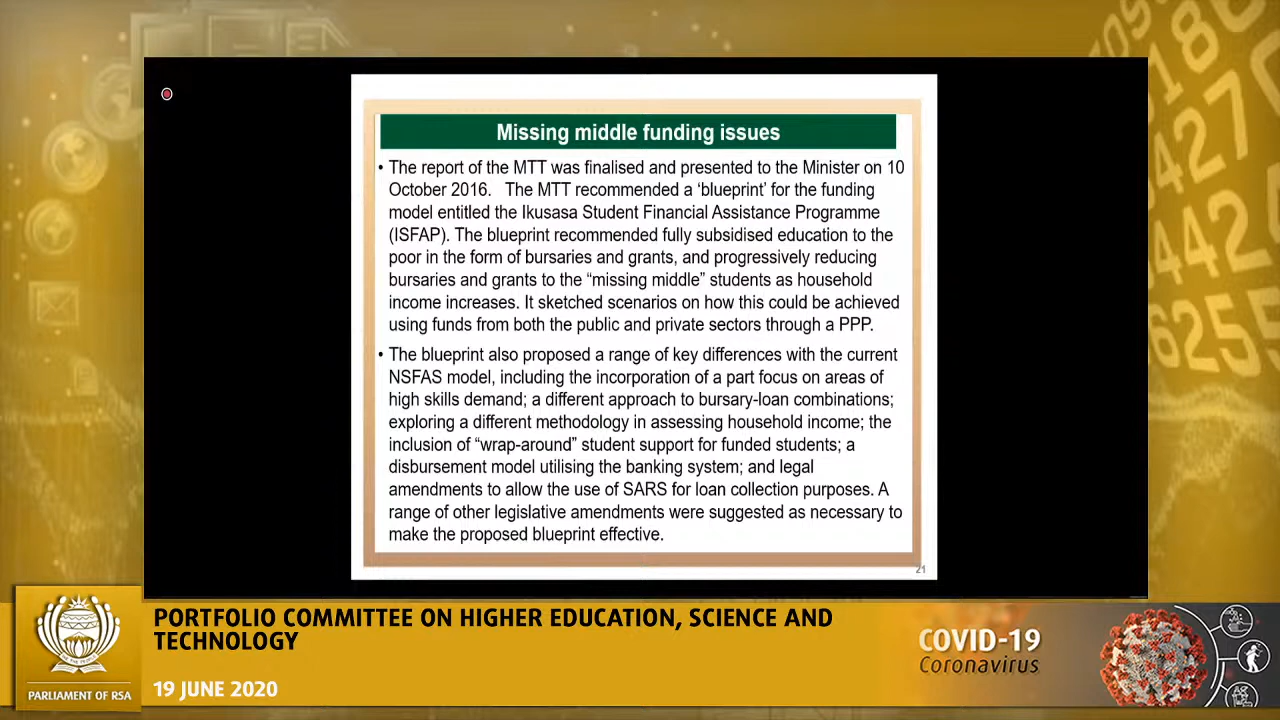 Missing middle funding issues
• The report of the MTT was finalised and presented to the Minister on 10
October 2016. The MTT recommended a ‘blueprint’ for the funding
model entitled the Ikusasa Student Financial Assistance Programme
(ISFAP). The blueprint recommended fully subsidised education to the
poor in the form of bursaries and grants, and progressively reducing
bursaries and grants to the “missing middle” students as household
income increases. It sketched scenarios on how this could be achieved
using funds from both the public and private sectors through a PPP.
• The blueprint also proposed a range of key differences with the current
NSFAS model, including the incorporation of a part focus on areas of
high skills demand; a different approach to bursary-loan combinations;
exploring a different methodology in assessing household income; the
inclusion of “wrap-around” student support for funded students; a
disbursement model utilising the banking system; and legal
amendments to allow the use of SARS for loan collection purposes. A
range of other legislative amendments were suggested as necessary to
make the proposed blueprint effective.
21
PORTFOLIO COMMITTEE ON HIGHER EDUCATION, SCIENCE AND
TECHNOLOGY
19 JUNE 2020
PARLIAMENT OF RSA
COVID-19
Coronavirus